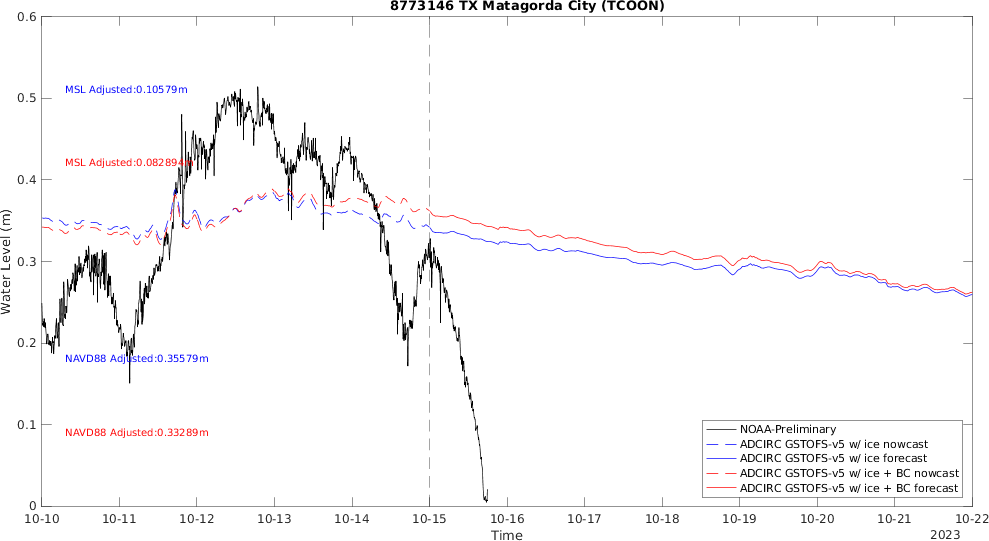 8773146 TX Matagorda City (TCOON)
0.6
0.5
0.4
0.3
0.2
0.1
0
Water Level (m)
MSL Adjusted:0.10579m
MSL Adjusted:0.082894m
NAVD88 Adjusted:0.35579m
NAVD88 Adjusted:0.33289m
NOAA-Preliminary
ADCIRC GSTOFS-v5 w/ ice nowcast
ADCIRC GSTOFS-v5 w/ ice forecast
ADCIRC GSTOFS-v5 w/ ice + BC nowcast
ADCIRC GSTOFS-v5 w/ ice + BC forecast
10-10 10-11 10-12 10-13 10-14 10-15 10-16 10-17 10-18 10-19 10-20 10-21 10-22
Time
2023